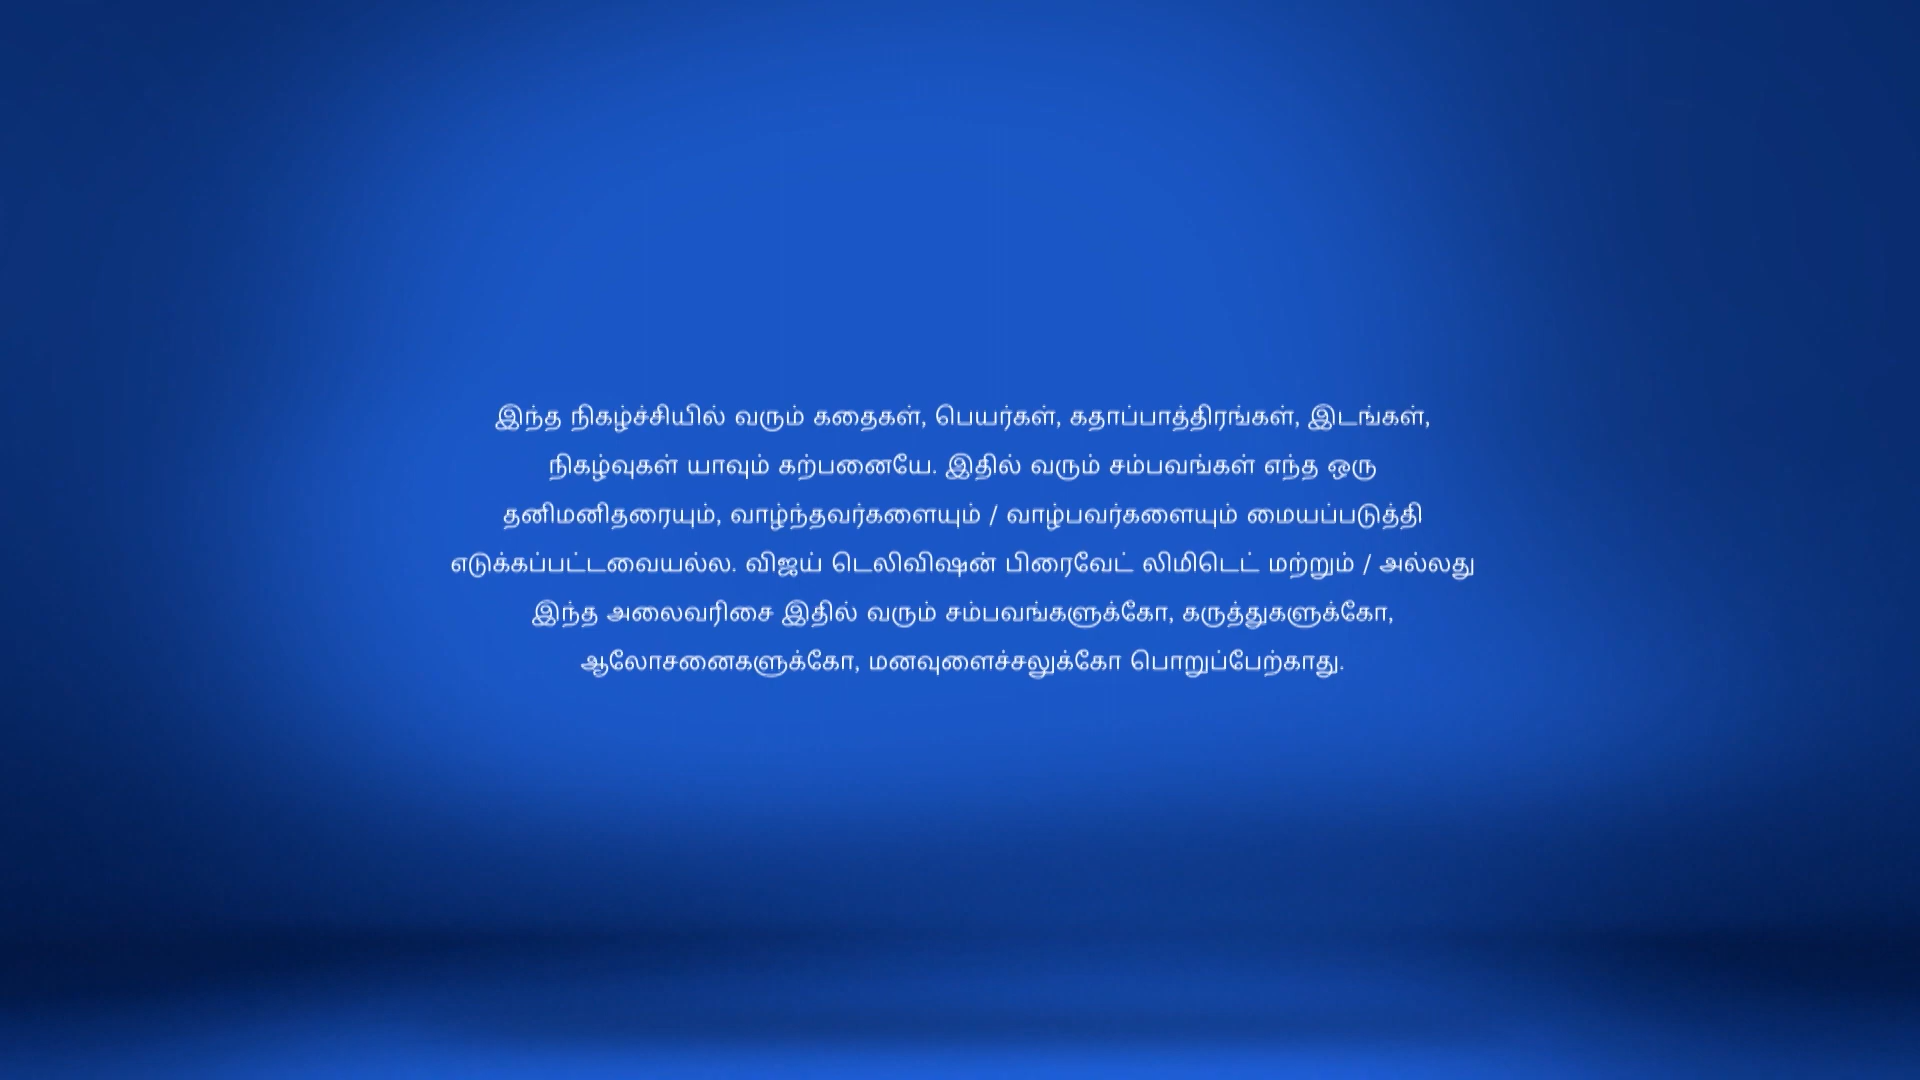 இந்த நிகழ்ச்சியில் வரும் கதைகள், பெயர்கள், கதாப்பாத்திரங்கள், இடங்கள்,
நிகழ்வுகள் யாவும் கற்பனையே. இதில் வரும் சம்பவங்கள் எந்த ஒரு
தனிமனிதரையும், வாழ்ந்தவர்களையும் / வாழ்பவர்களையும் மையப்படுத்தி
எடுக்கப்பட்டவையல்ல. விஜய் டெலிவிஷன் பிரைவேட் லிமிடெட் மற்றும் / அல்லது
இந்த அலைவரிசை இதில் வரும் சம்பவங்களுக்கோ, கருத்துகளுக்கோ,
ஆலோசனைகளுக்கோ, மனவுளைச்சலுக்கோ பொறுப்பேற்காது.